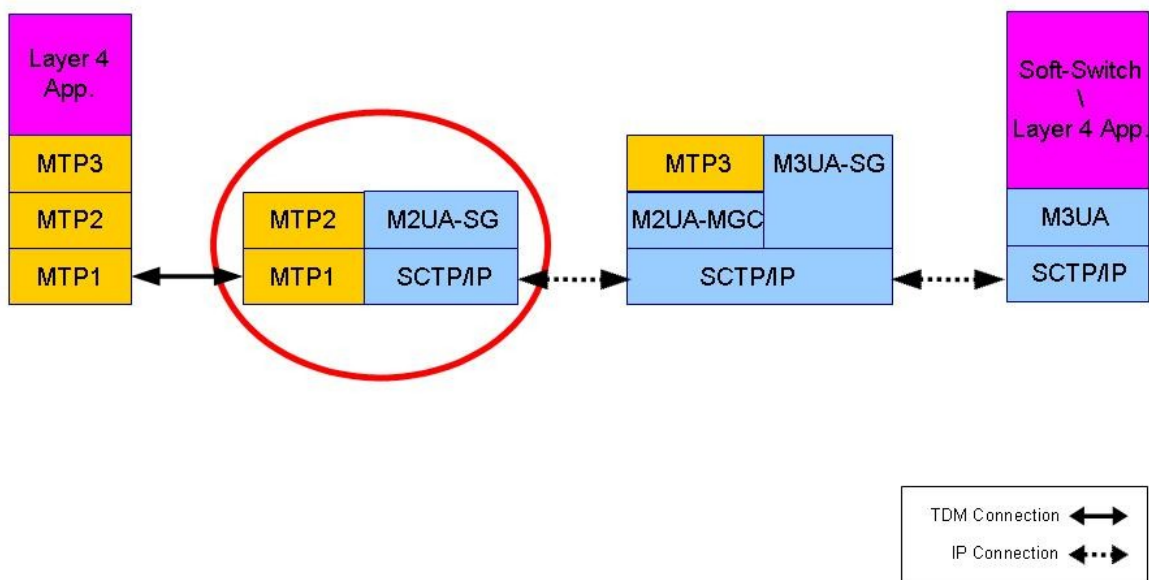 Layer 4
App.
MTP3
MTP2
MTP1
MTP2
M2UA-SG
MTP1
SCTP/IP
MTP3
M3UA-SG
M2UA-MGC
SCTP/IP
Soft-Switch
\
Layer 4 App.
M3UA
SCTP/IP
TDM Connection
IP Connection